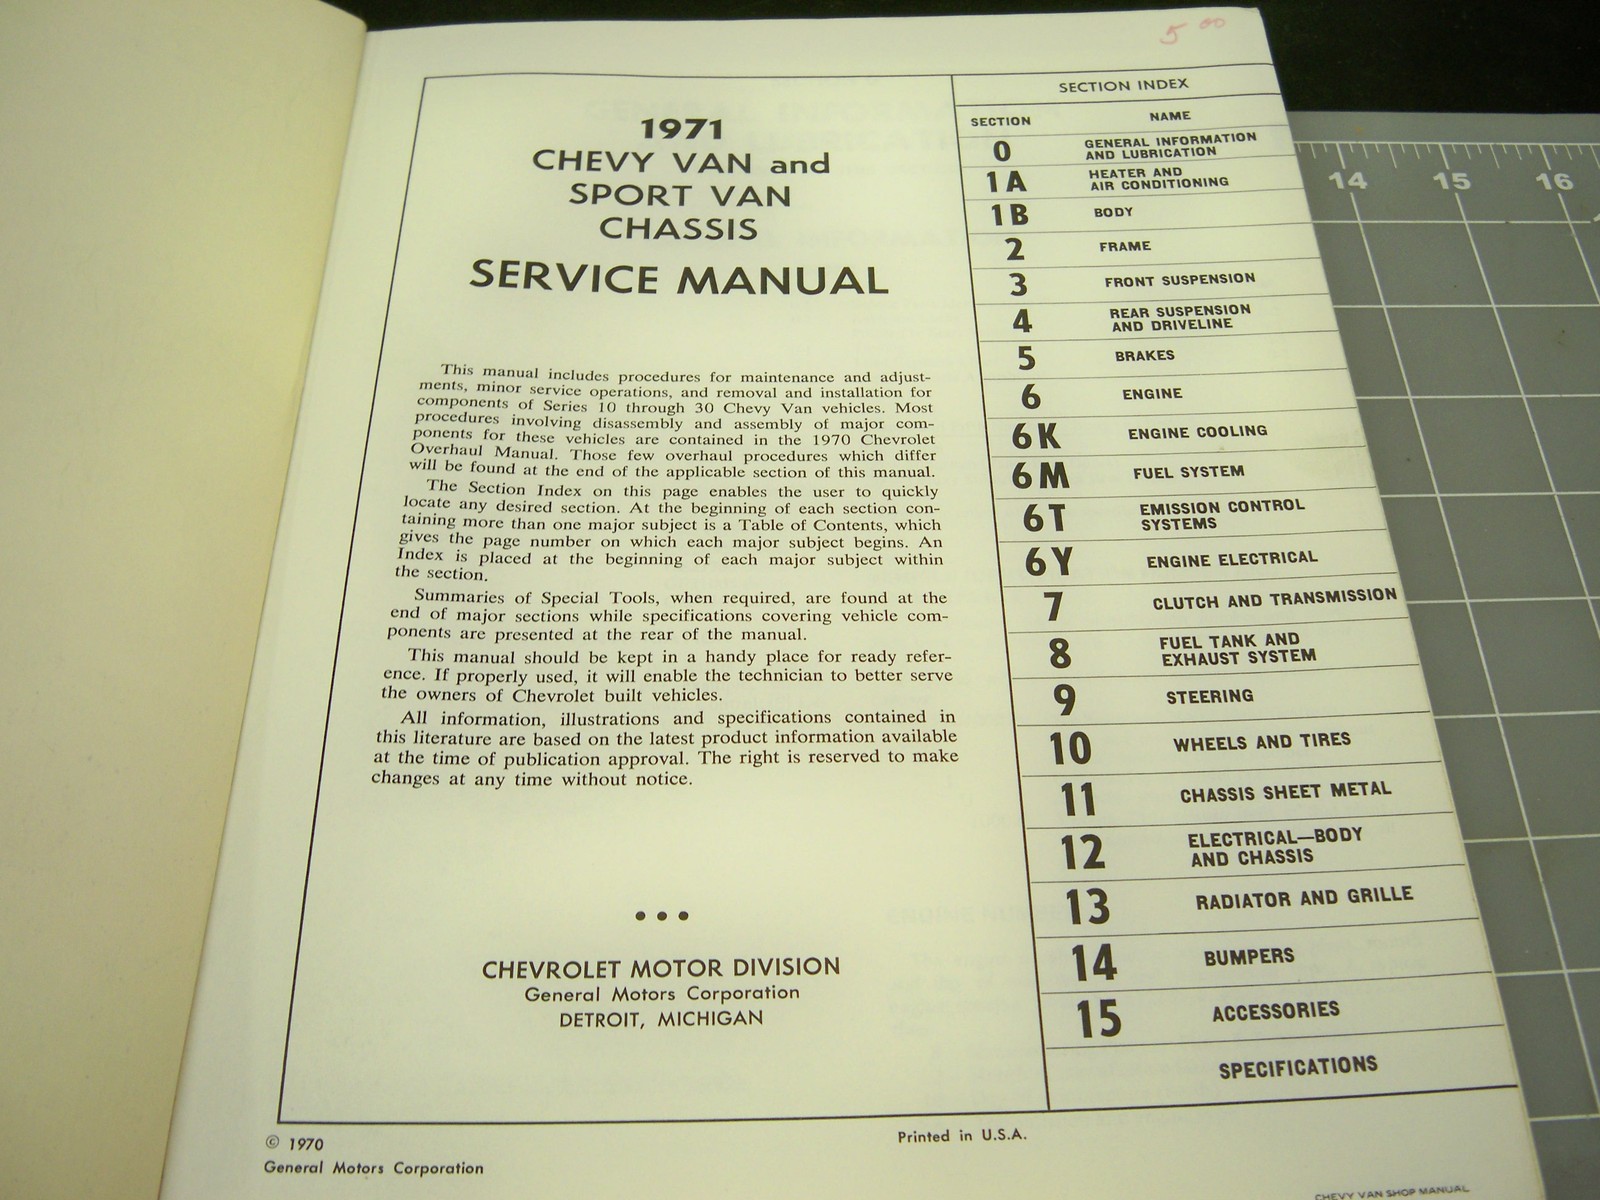 5 00
1971
CHEVY VAN and
SPORT VAN
CHASSIS
SERVICE MANUAL
This manual includes procedures for maintenance and adjust-
ments, minor service operations, and removal and installation for
components of Series 10 through 30 Chevy Van vehicles. Most
procedures involving disassembly and assembly of major com-
ponents for these vehicles are contained in the 1970 Chevrolet
Overhaul Manual. Those few overhaul procedures which differ
will be found at the end of the applicable section of this manual.
The Section Index on this page enables the user to quickly
locate any desired section. At the beginning of each section con-
taining more than one major subject is a Table of Contents, which
gives the page number on which each major subject begins. An
Index is placed at the beginning of each major subject within
the section.
Summaries of Special Tools, when required, are found at the
end of major sections while specifications covering vehicle com-
ponents are presented at the rear of the manual.
This manual should be kept in a handy place for ready refer-
ence. If properly used, it will enable the technician to better serve
the owners of Chevrolet built vehicles.
All information, illustrations and specifications contained in
this literature are based on the latest product information available
at the time of publication approval. The right is reserved to make
changes at any time without notice.
• • •
CHEVROLET MOTOR DIVISION
General Motors Corporation
DETROIT, MICHIGAN
SECTION INDEX
SECTION NAME
0 GENERAL INFORMATION
AND LUBRICATION
1A HEATER AND
AIR CONDITIONING
1B BODY
2 FRAME
3 FRONT SUSPENSION
4 REAR SUSPENSION
AND DRIVELINE
5 BRAKES
6 ENGINE
6K ENGINE COOLING
6M FUEL SYSTEM
6T EMISSION CONTROL
SYSTEMS
6Y ENGINE ELECTRICAL
7 CLUTCH AND TRANSMISSION
8 FUEL TANK AND
EXHAUST SYSTEM
9 STEERING
10 WHEELS AND TIRES
11 CHASSIS SHEET METAL
12 ELECTRICAL—BODY
AND CHASSIS
13 RADIATOR AND GRILLE
14 BUMPERS
15 ACCESSORIES
SPECIFICATIONS
© 1970
General Motors Corporation
Printed in U.S.A.
CHEVY VAN SHOP MANUAL
14 15 16